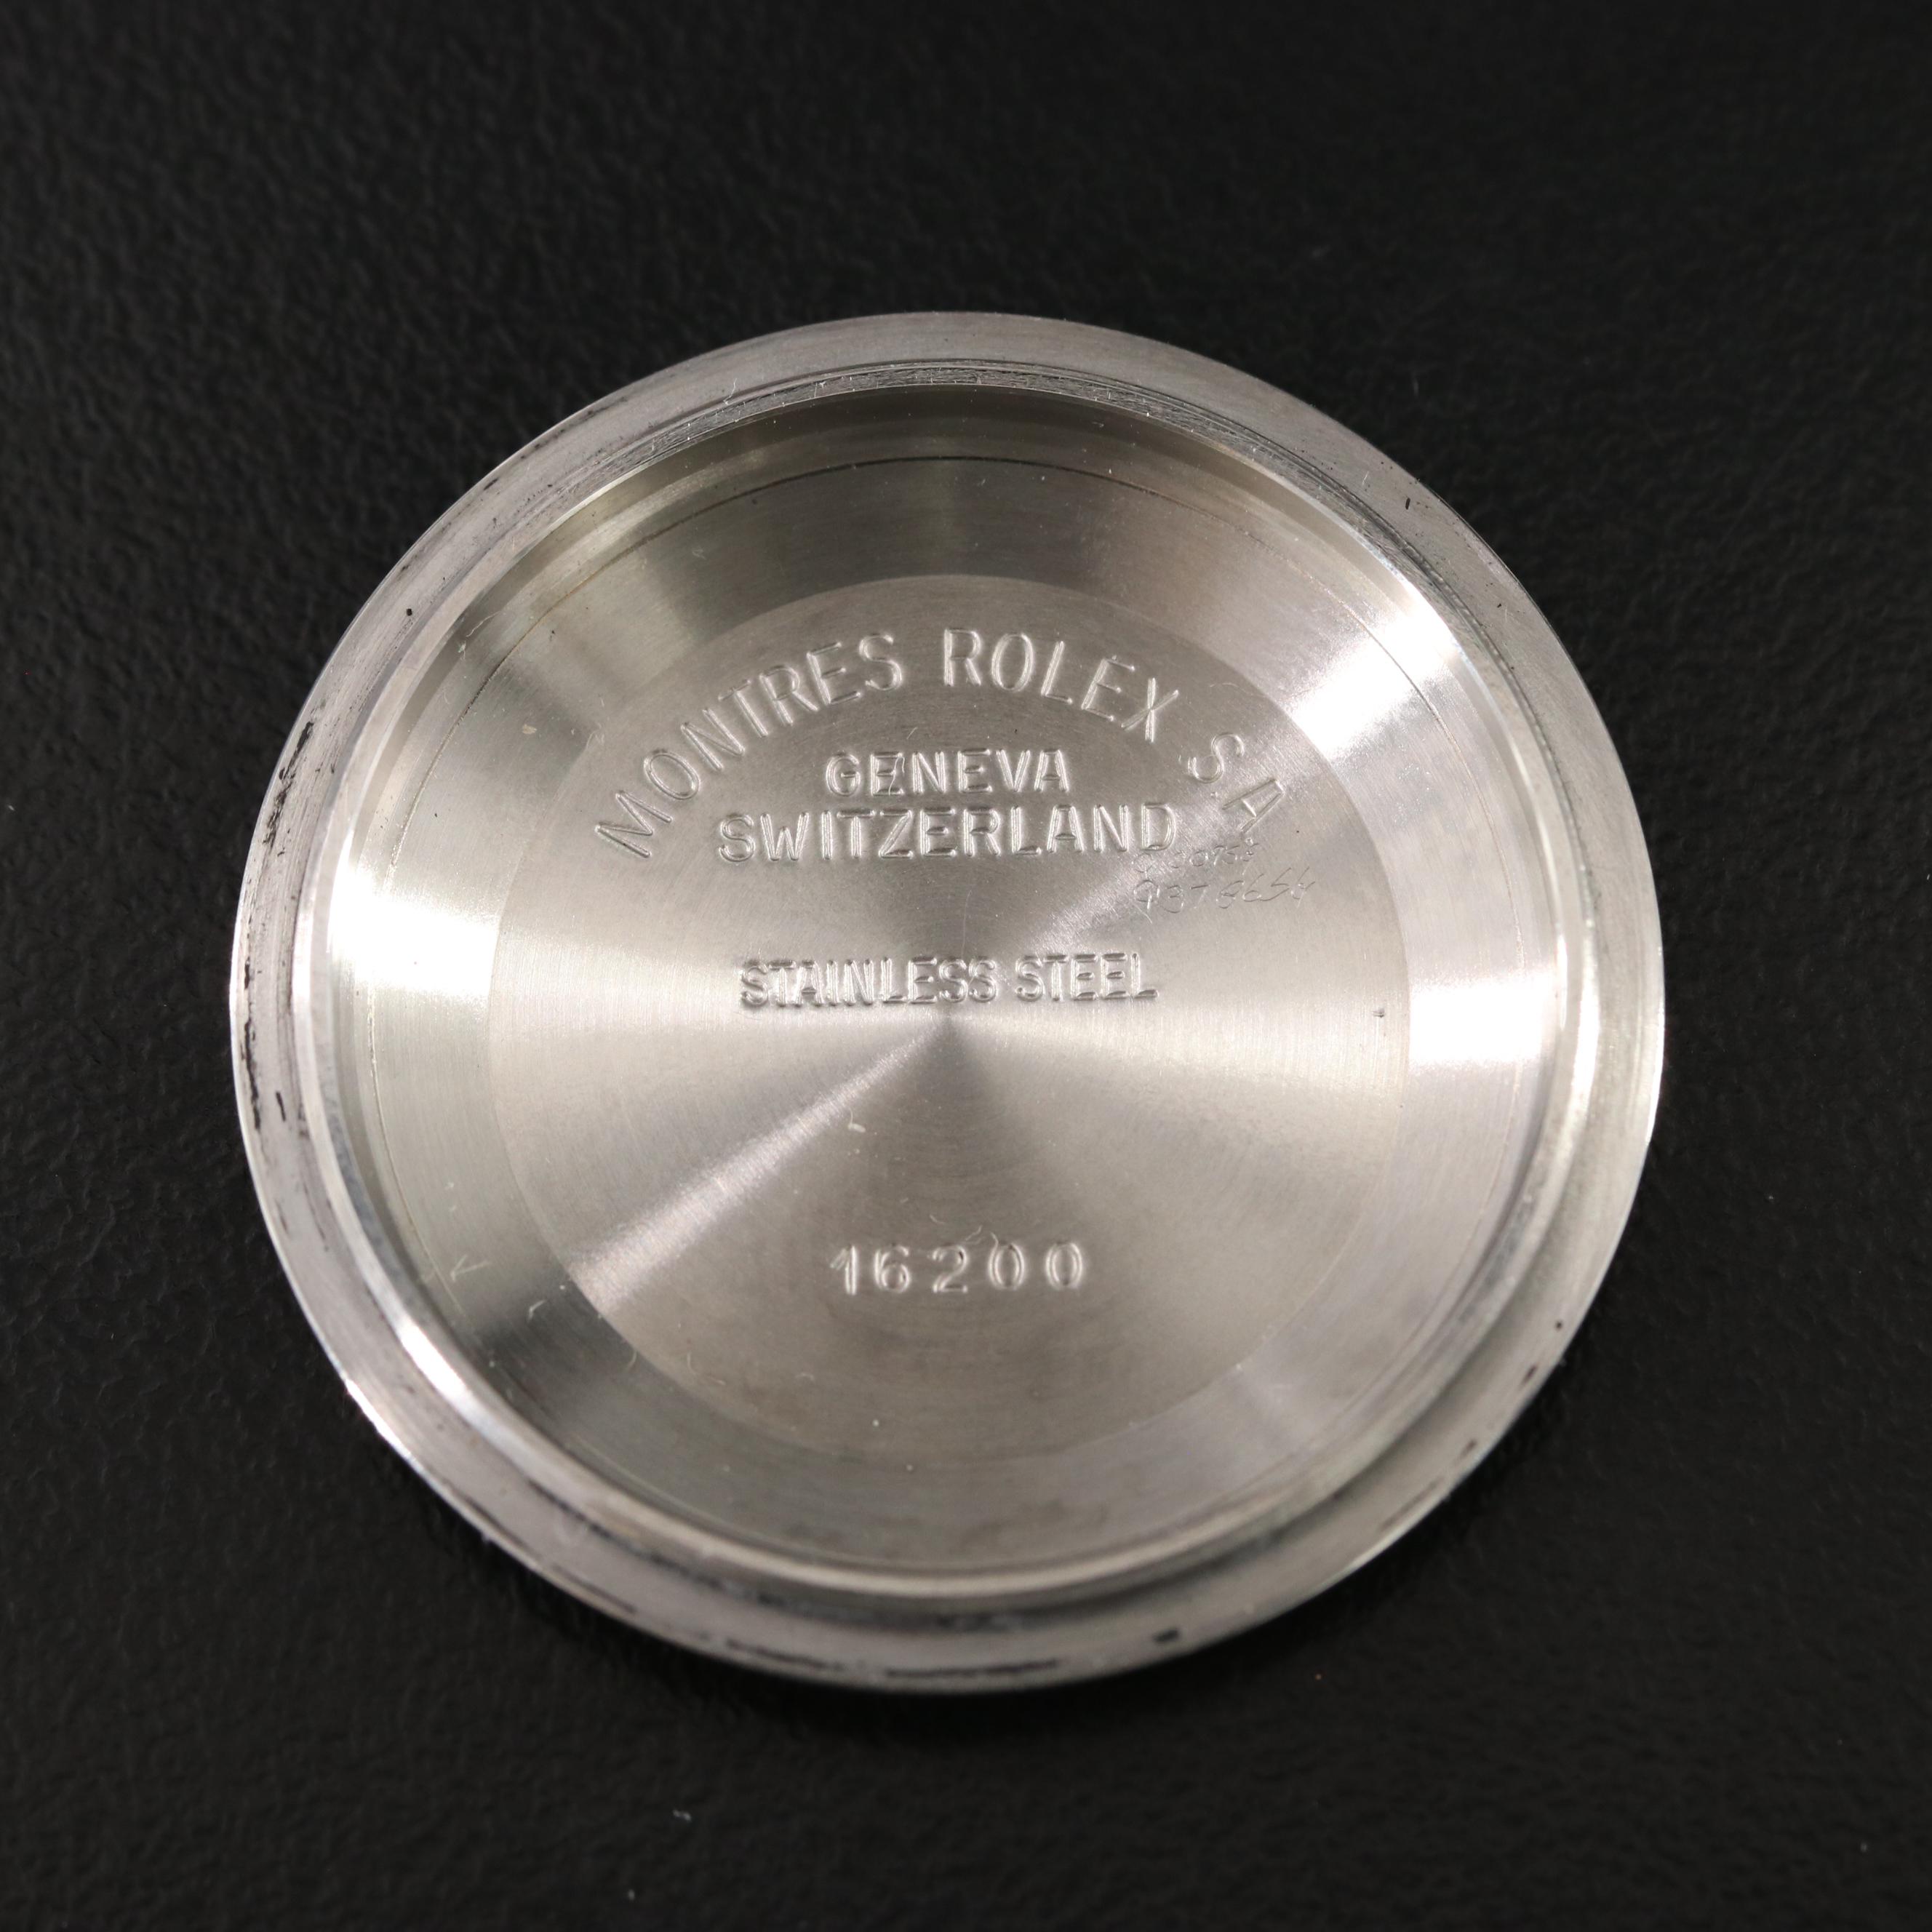 MONTRES ROLEX S.A
GENEVA
SWITZERLAND
STAINLESS STEEL
16200